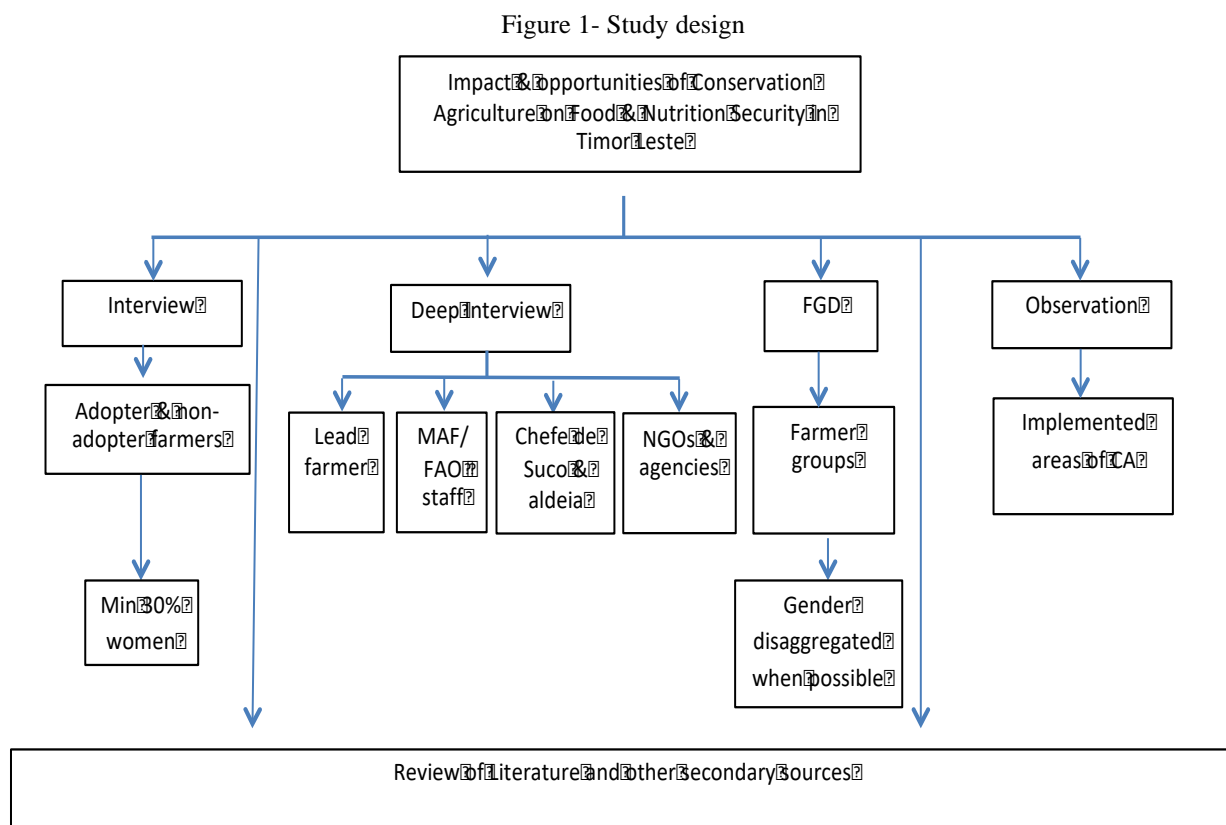 Figure 1- Study design
Impact & opportunities of Conservation
Agriculture on Food & Nutrition Security in
Timor Leste
Interview
Deep Interview
FGD
Observation
Adopter & non-
adopter farmers
Lead
farmer
MAF/
FAO
staff
Chefe de
Suco &
aldeia
NGOs &
agencies
Farmer
groups
Implemented
areas of CA
Min 30%
women
Gender
disaggregated
when possible
Review of Literature and other secondary sources